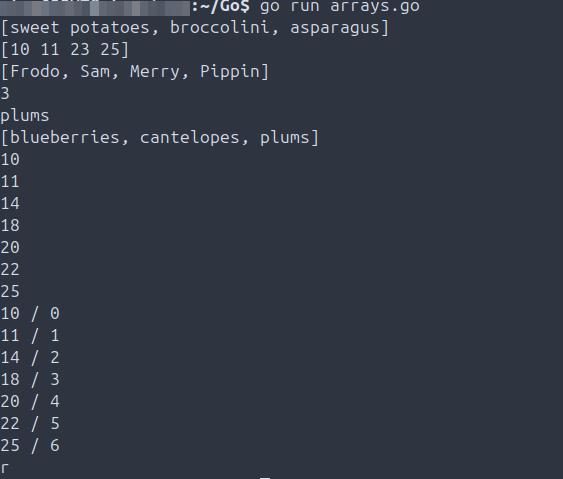 :~/Go$ go run arrays.go
[sweet potatoes, broccolini, asparagus]
[10 11 23 25]
[Frodo, Sam, Merry, Pippin]
3
plums
[blueberries, cantelopes, plums]
10
11
14
18
20
22
25
10 / 0
11 / 1
14 / 2
18 / 3
20 / 4
22 / 5
25 / 6
r